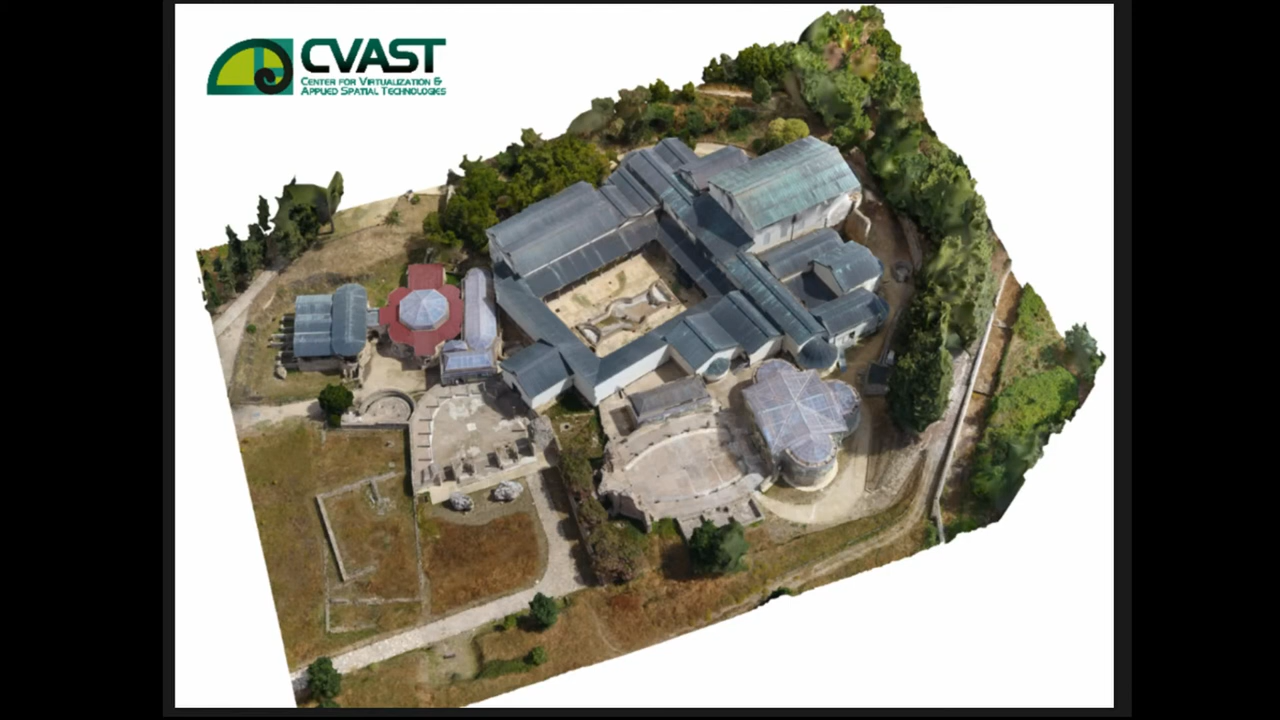 CVAST
CENTER FOR VIRTUALIZATION &
APPLIED SPATIAL TECHNOLOGIES